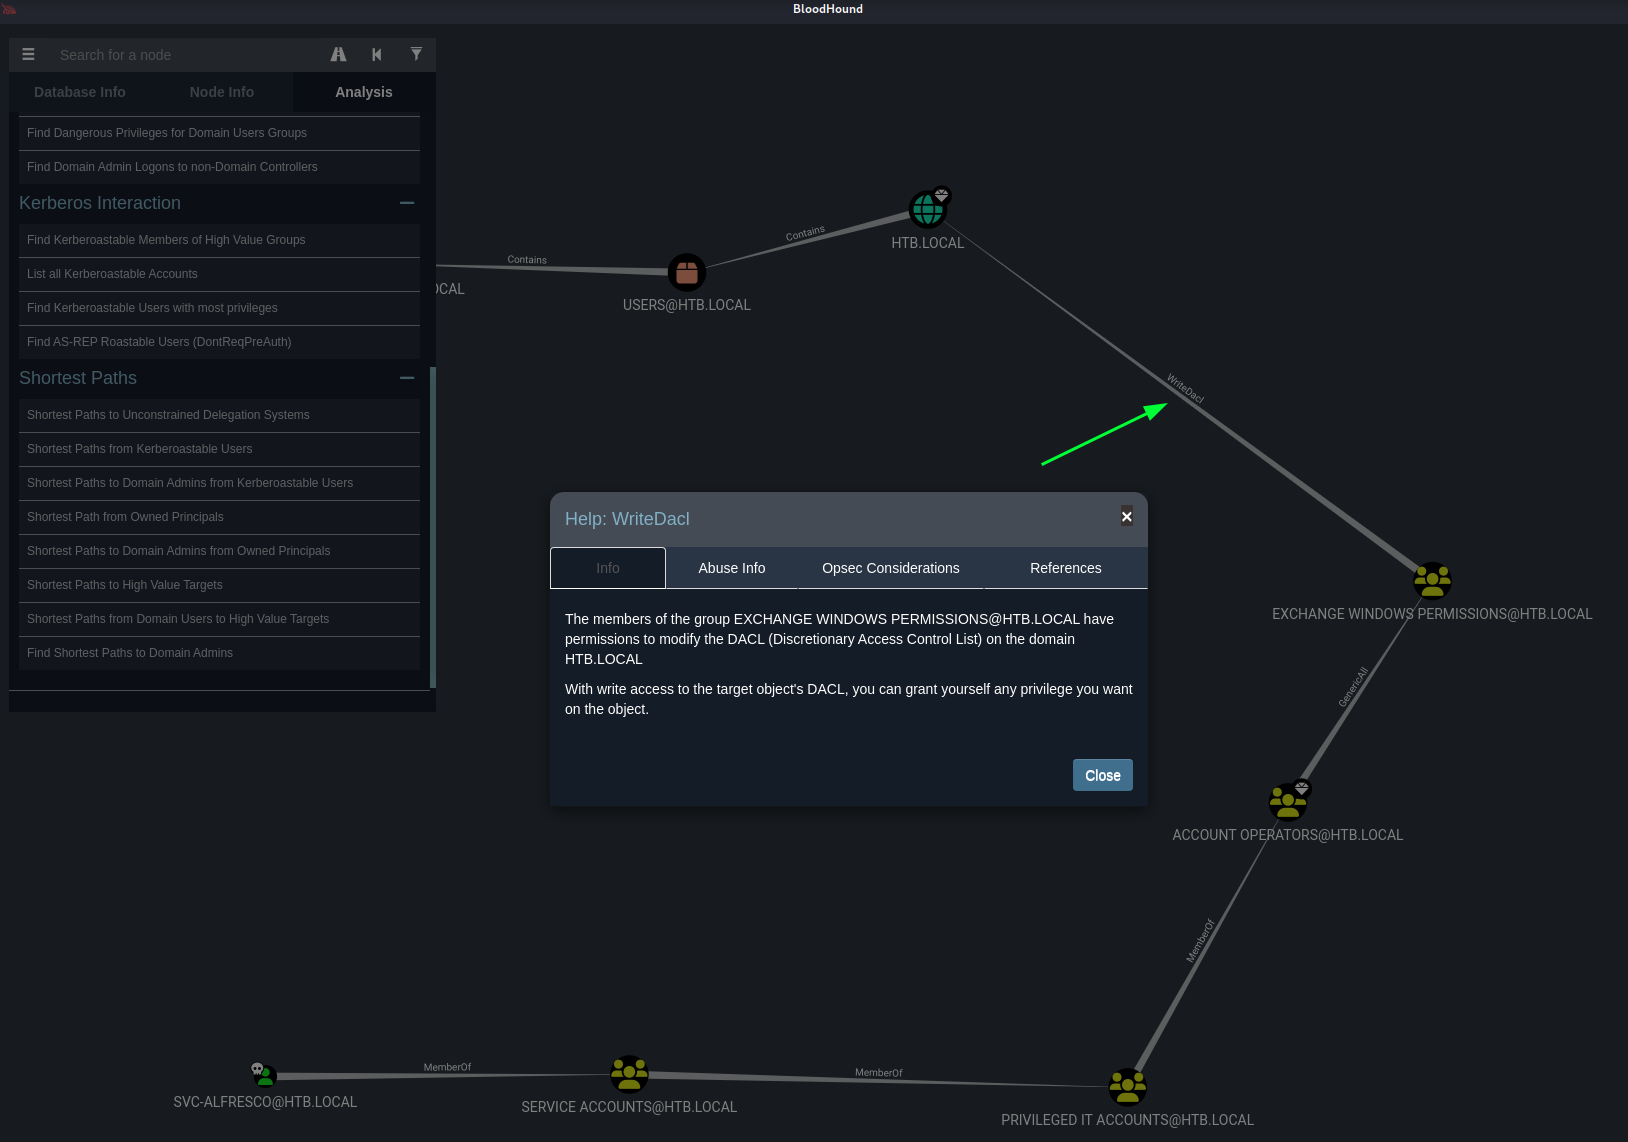 BloodHound
Search for a node
Database Info
Node Info
Analysis
Find Dangerous Privileges for Domain Users Groups
Find Domain Admin Logons to non-Domain Controllers
Kerberos Interaction
Find Kerberoastable Members of High Value Groups
List all Kerberoastable Accounts
Find Kerberoastable Users with most privileges
Find AS-REP Roastable Users (DontReqPreAuth)
Shortest Paths
Shortest Paths to Unconstrained Delegation Systems
Shortest Paths from Kerberoastable Users
Shortest Paths to Domain Admins from Kerberoastable Users
Shortest Path from Owned Principals
Shortest Paths to Domain Admins from Owned Principals
Shortest Paths to High Value Targets
Shortest Paths from Domain Users to High Value Targets
Find Shortest Paths to Domain Admins
Contains
OCAL
USERS@HTB.LOCAL
Contains
HTB.LOCAL
WriteDacl
EXCHANGE WINDOWS PERMISSIONS@HTB.LOCAL
GenericAll
ACCOUNT OPERATORS@HTB.LOCAL
MemberOf
PRIVILEGED IT ACCOUNTS@HTB.LOCAL
MemberOf
SERVICE ACCOUNTS@HTB.LOCAL
MemberOf
SVC-ALFRESCO@HTB.LOCAL
Help: WriteDacl
×
Info
Abuse Info
Opsec Considerations
References
The members of the group EXCHANGE WINDOWS PERMISSIONS@HTB.LOCAL have
permissions to modify the DACL (Discretionary Access Control List) on the domain
HTB.LOCAL
With write access to the target object's DACL, you can grant yourself any privilege you want
on the object.
Close